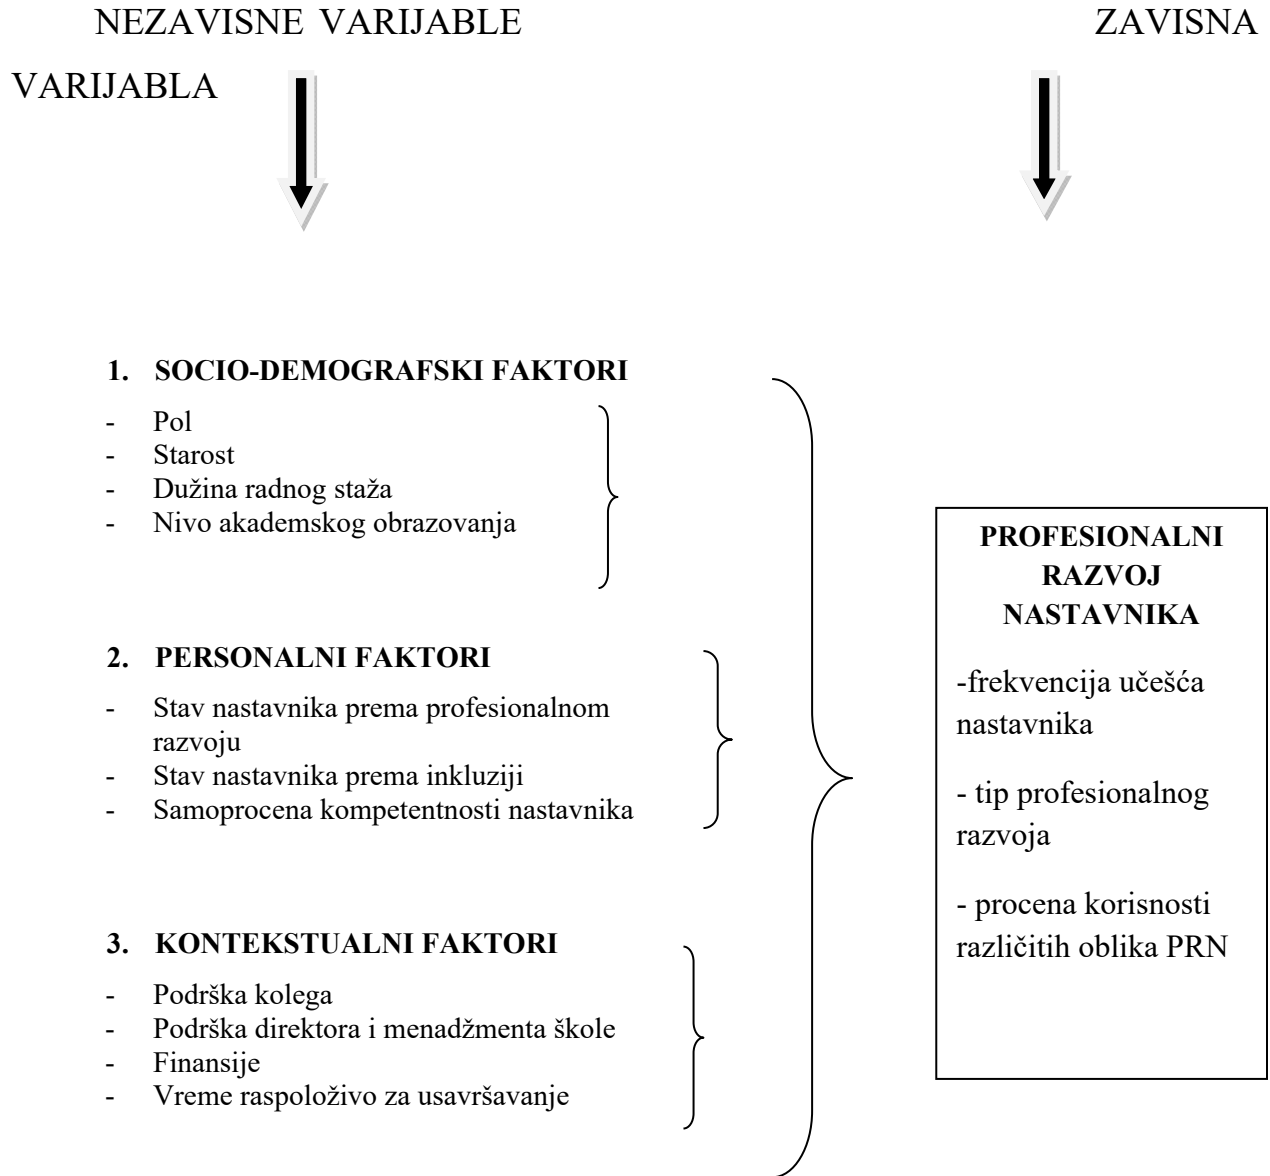 NEZAVISNE VARIJABLE ZAVISNA
VARIJABLA
1. SOCIO-DEMOGRAFSKI FAKTORI
- Pol
- Starost
- Dužina radnog staža
- Nivo akademskog obrazovanja
2. PERSONALNI FAKTORI
- Stav nastavnika prema profesionalnom
razvoju
- Stav nastavnika prema inkluziji
- Samoprocena kompetentnosti nastavnika
3. KONTEKSTUALNI FAKTORI
- Podrška kolega
- Podrška direktora i menadžmenta škole
- Finansije
- Vreme raspoloživo za usavršavanje
PROFESIONALNI
RAZVOJ
NASTAVNIKA
-frekvencija učešća
nastavnika
- tip profesionalnog
razvoja
- procena korisnosti
različitih oblika PRN